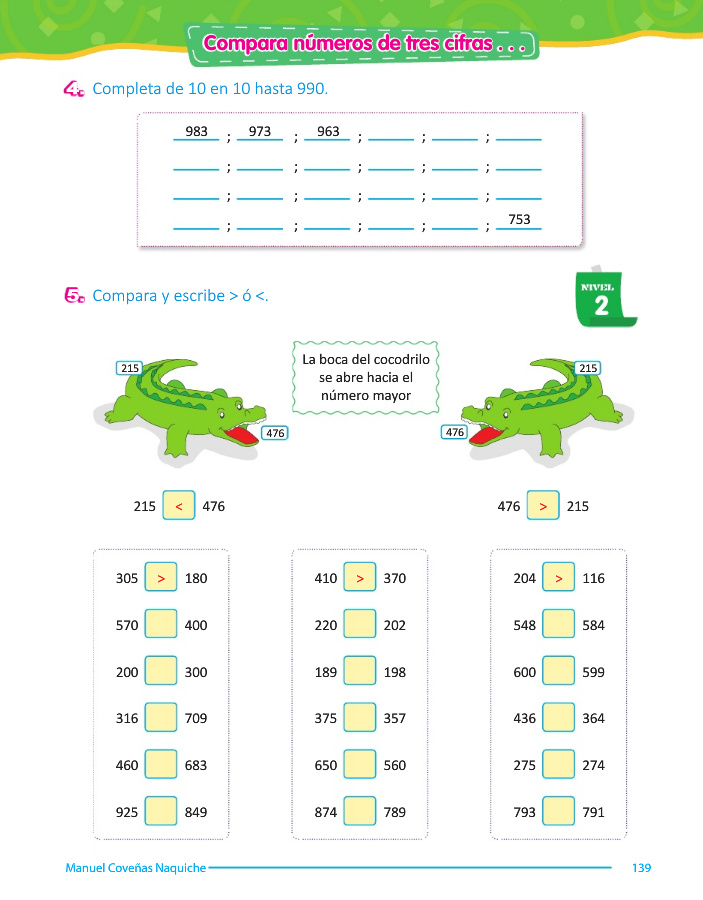 Compara números de tres cifras . . .
4. Completa de 10 en 10 hasta 990.
983 ; 973 ; 963 ; ______ ; ______ ; ______
______ ; ______ ; ______ ; ______ ; ______ ; ______
______ ; ______ ; ______ ; ______ ; ______ ; ______
______ ; ______ ; ______ ; ______ ; ______ ; 753
5. Compara y escribe > ó <.
NIVEL
2
La boca del cocodrilo
se abre hacia el
número mayor
215
476
215
476
215 < 476
476 > 215
305 > 180
570 400
200 300
316 709
460 683
925 849
410 > 370
220 202
189 198
375 357
650 560
874 789
204 > 116
548 584
600 599
436 364
275 274
793 791
Manuel Coveñas Naquiche
139